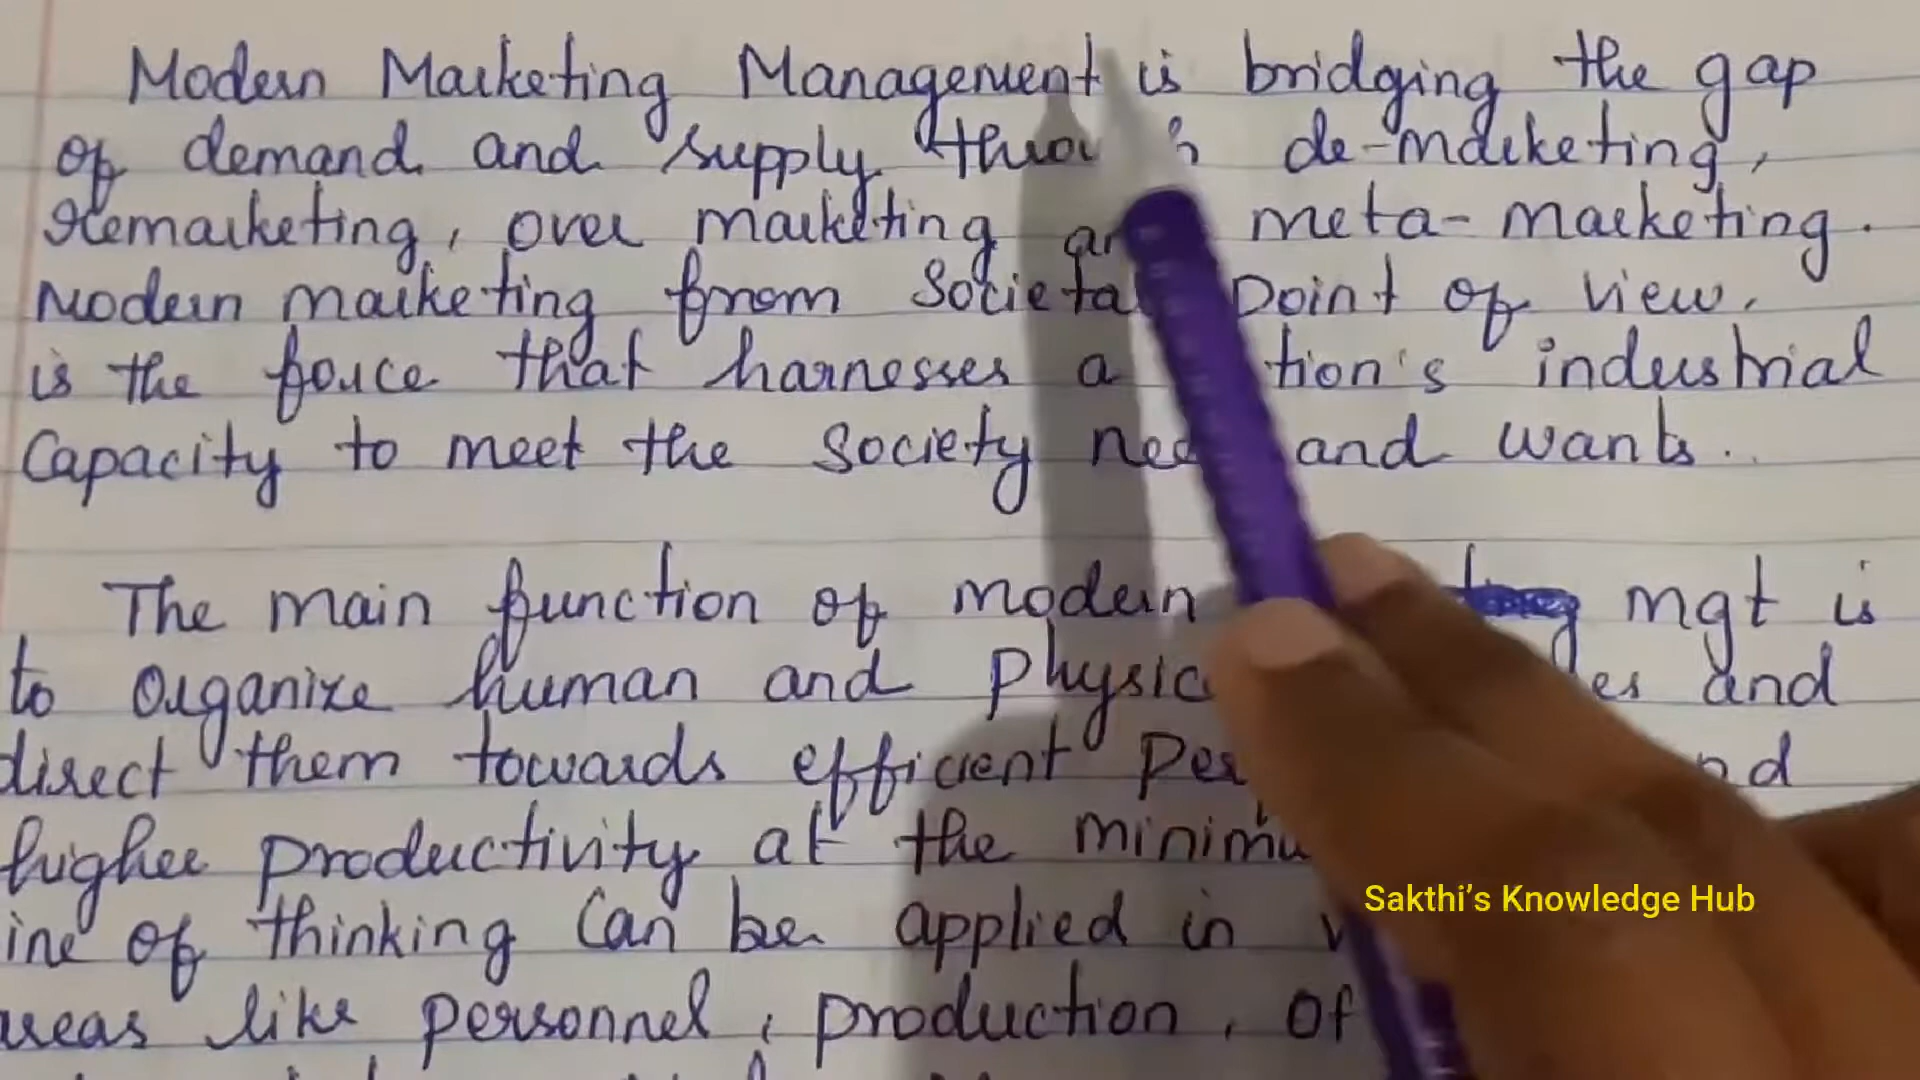 Modern Marketing Management is bridging the gap
of demand and supply through de-marketing,
Remarketing, over marketing meta-marketing.
Modern marketing from Societal Point of view,
is the force that harnesses a industrial
Capacity to meet the Society and wants.
The main function of modern mgt is
to Organize human and and
direct them towards efficient
higher productivity at the
of thinking Can be applied in
like personnel, production,
Sakthi's Knowledge Hub